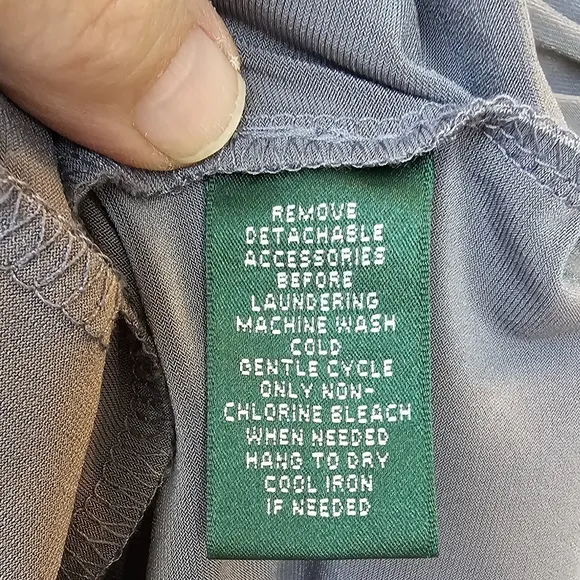 REMOVE
DETACHABLE
ACCESSORIES
BEFORE
LAUNDERING
MACHINE WASH
COLD
GENTLE CYCLE
ONLY NON-
CHLORINE BLEACH
WHEN NEEDED
HANG TO DRY
COOL IRON
IF NEEDED